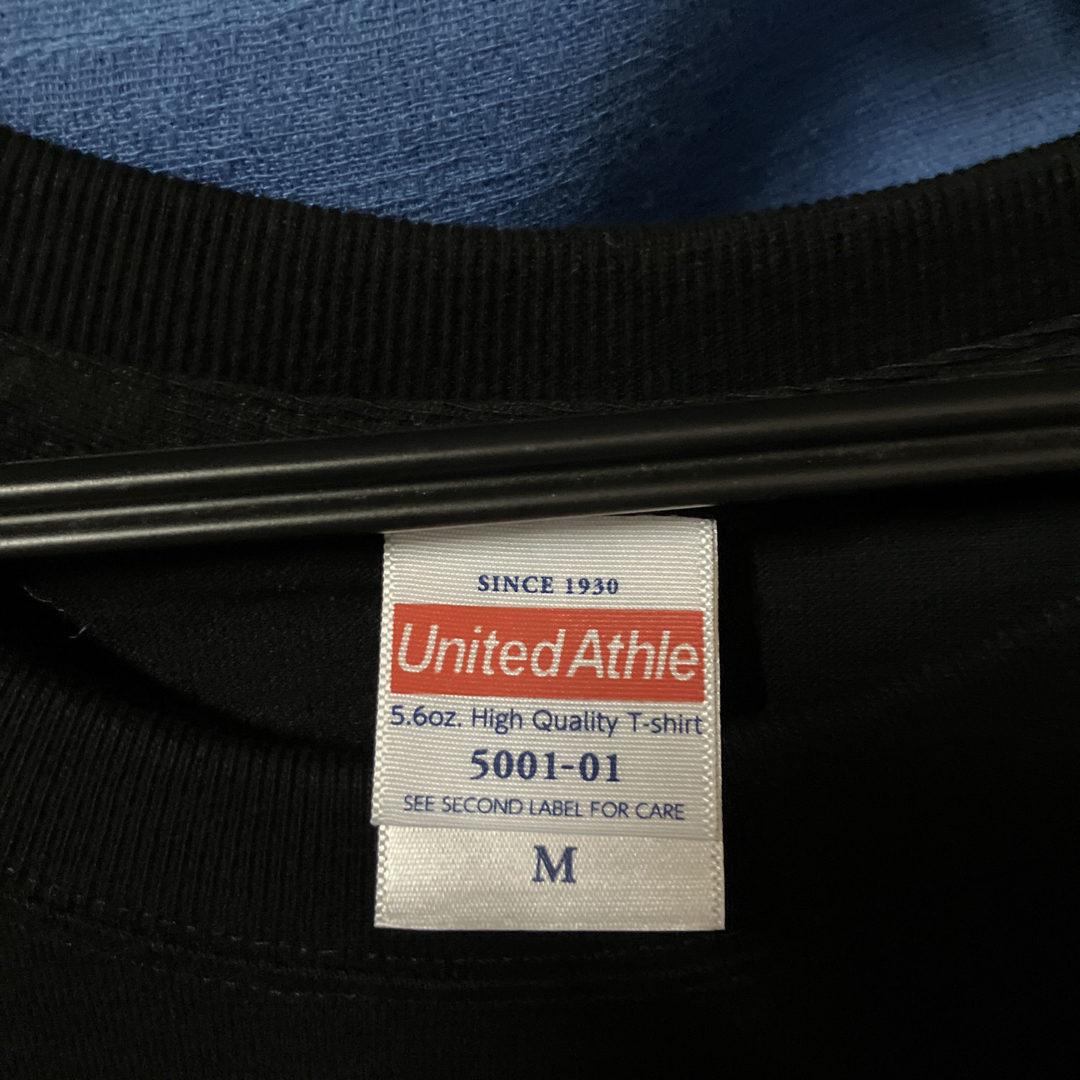 SINCE 1930
United Athle
5.6oz. High Quality T-shirt
5001-01
SEE SECOND LABEL FOR CARE
M